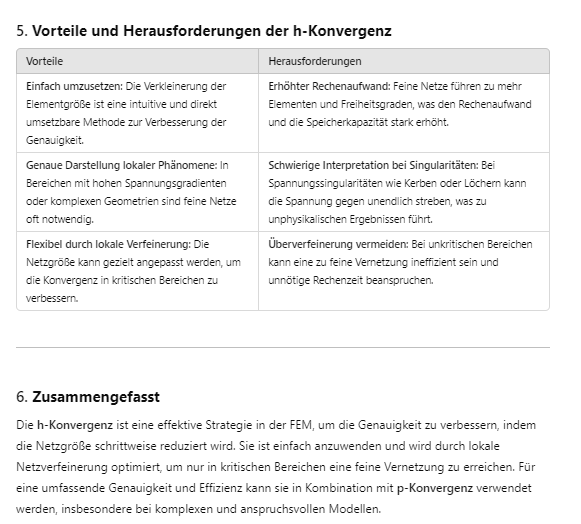 5. Vorteile und Herausforderungen der h-Konvergenz
Vorteile
Herausforderungen
Einfach umzusetzen: Die Verkleinerung der
Elementgröße ist eine intuitive und direkt
umsetzbare Methode zur Verbesserung der
Genauigkeit.
Erhöhter Rechenaufwand: Feine Netze führen zu mehr
Elementen und Freiheitsgraden, was den Rechenaufwand
und die Speicherkapazität stark erhöht.
Genaue Darstellung lokaler Phänomene: In
Bereichen mit hohen Spannungsgradienten
oder komplexen Geometrien sind feine Netze
oft notwendig.
Schwierige Interpretation bei Singularitäten: Bei
Spannungssingularitäten wie Kerben oder Löchern kann
die Spannung gegen unendlich streben, was zu
unphysikalischen Ergebnissen führt.
Flexibel durch lokale Verfeinerung: Die
Netzgröße kann gezielt angepasst werden, um
die Konvergenz in kritischen Bereichen zu
verbessern.
Überverfeinerung vermeiden: Bei unkritischen Bereichen
kann eine zu feine Vernetzung ineffizient sein und
unnötige Rechenzeit beanspruchen.
6. Zusammengefasst
Die h-Konvergenz ist eine effektive Strategie in der FEM, um die Genauigkeit zu verbessern, indem
die Netzgröße schrittweise reduziert wird. Sie ist einfach anzuwenden und wird durch lokale
Netzverfeinerung optimiert, um nur in kritischen Bereichen eine feine Vernetzung zu erreichen. Für
eine umfassende Genauigkeit und Effizienz kann sie in Kombination mit p-Konvergenz verwendet
werden, insbesondere bei komplexen und anspruchsvollen Modellen.